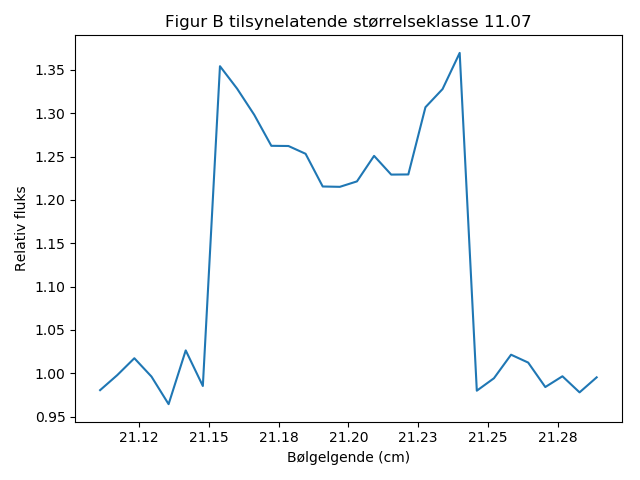 Figur B tilsynelatende størrelseklasse 11.07
1.35
1.30
1.25
1.20
1.15
1.10
1.05
1.00
0.95
Relativ fluks
21.12 21.15 21.18 21.20 21.23 21.25 21.28
Bølgelgende (cm)